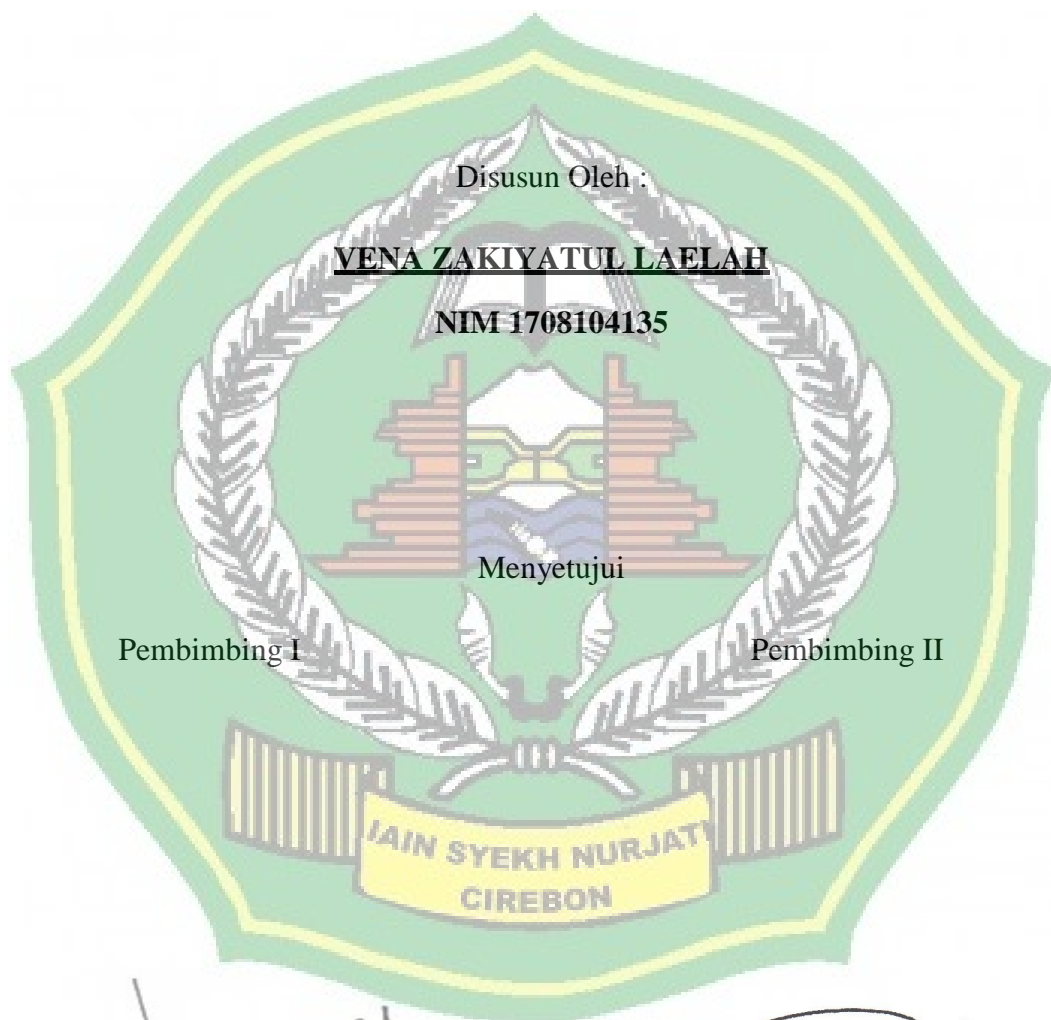 Disusun Oleh :
VENA ZAKIYATUL LAELAH
NIM 1708104135
Menyetujui
Pembimbing I Pembimbing II
IAIN SYEKH NURJATI
CIREBON